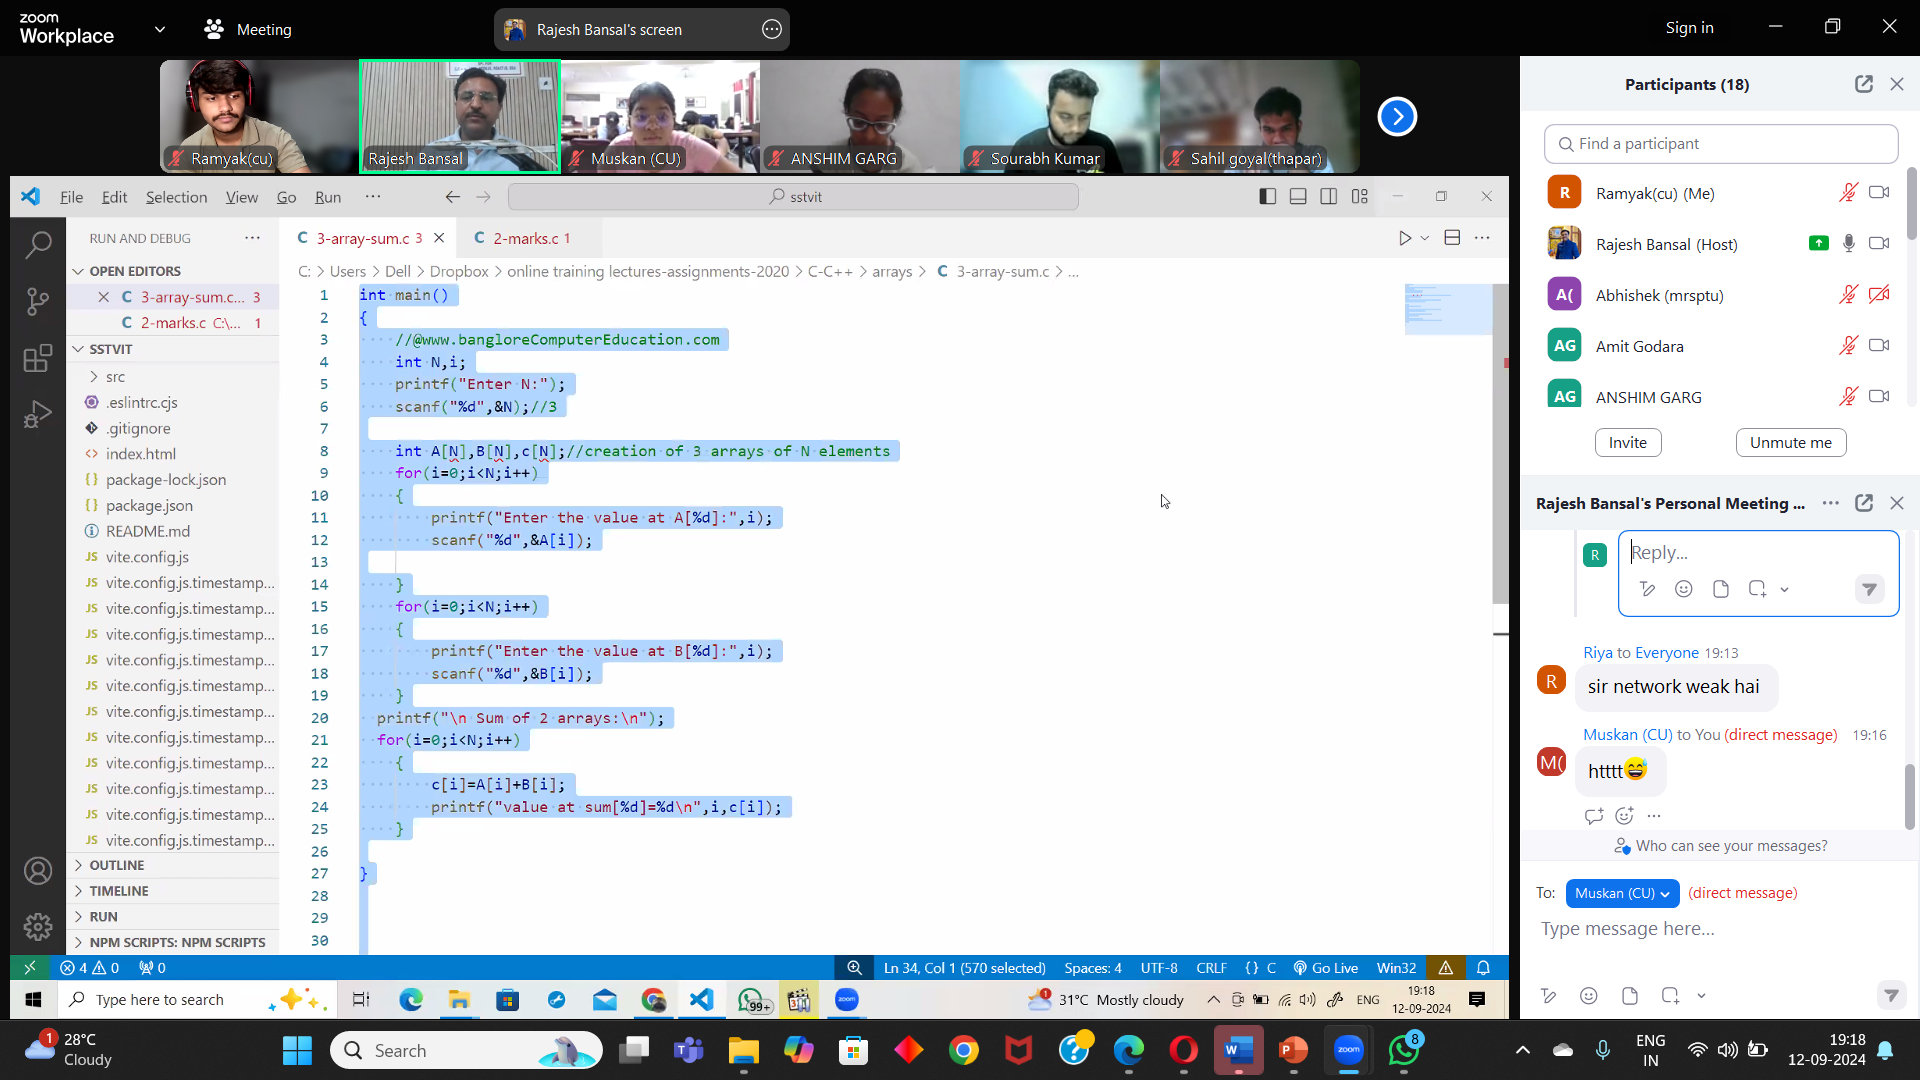 zoom
Workplace
Meeting
Rajesh Bansal's screen
Sign in
Ramyak(cu)
Rajesh Bansal
Muskan (CU)
ANSHIM GARG
Sourabh Kumar
Sahil goyal(thapar)
File Edit Selection View Go Run ···
sstvit
RUN AND DEBUG
3-array-sum.c 3
2-marks.c 1
OPEN EDITORS
3-array-sum.c... 3
2-marks.c C:\... 1
SSTVIT
src
.eslintrc.cjs
.gitignore
index.html
package-lock.json
package.json
README.md
vite.config.js
vite.config.js.timestamp...
vite.config.js.timestamp...
vite.config.js.timestamp...
vite.config.js.timestamp...
vite.config.js.timestamp...
vite.config.js.timestamp...
vite.config.js.timestamp...
vite.config.js.timestamp...
vite.config.js.timestamp...
vite.config.js.timestamp...
vite.config.js.timestamp...
OUTLINE
TIMELINE
RUN
NPM SCRIPTS: NPM SCRIPTS
C: > Users > Dell > Dropbox > online training lectures-assignments-2020 > C-C++ > arrays > C 3-array-sum.c > ...
1 int main()
2 {
3 //@www.bangloreComputerEducation.com
4 int N,i;
5 printf("Enter N:");
6 scanf("%d",&N);//3
7
8 int A[N],B[N],c[N];//creation of 3 arrays of N elements
9 for(i=0;i<N;i++)
10 {
11 printf("Enter the value at A[%d]:",i);
12 scanf("%d",&A[i]);
13
14 }
15 for(i=0;i<N;i++)
16 {
17 printf("Enter the value at B[%d]:",i);
18 scanf("%d",&B[i]);
19 }
20 printf("\n Sum of 2 arrays:\n");
21 for(i=0;i<N;i++)
22 {
23 c[i]=A[i]+B[i];
24 printf("value at sum[%d]=%d\n",i,c[i]);
25 }
26
27 }
28
29
30
4 0 0
Ln 34, Col 1 (570 selected) Spaces: 4 UTF-8 CRLF {} C Go Live Win32
Type here to search
99+
zoom
31°C Mostly cloudy
ENG
19:18
12-09-2024
Participants (18)
Find a participant
R Ramyak(cu) (Me)
Rajesh Bansal (Host)
A( Abhishek (mrsptu)
AG Amit Godara
AG ANSHIM GARG
Invite
Unmute me
Rajesh Bansal's Personal Meeting ...
R Reply...
Riya to Everyone 19:13
R sir network weak hai
Muskan (CU) to You (direct message) 19:16
M( htttt😅
Who can see your messages?
To: Muskan (CU) (direct message)
Type message here...
1
28°C
Cloudy
Search
zoom
8
ENG
IN
19:18
12-09-2024